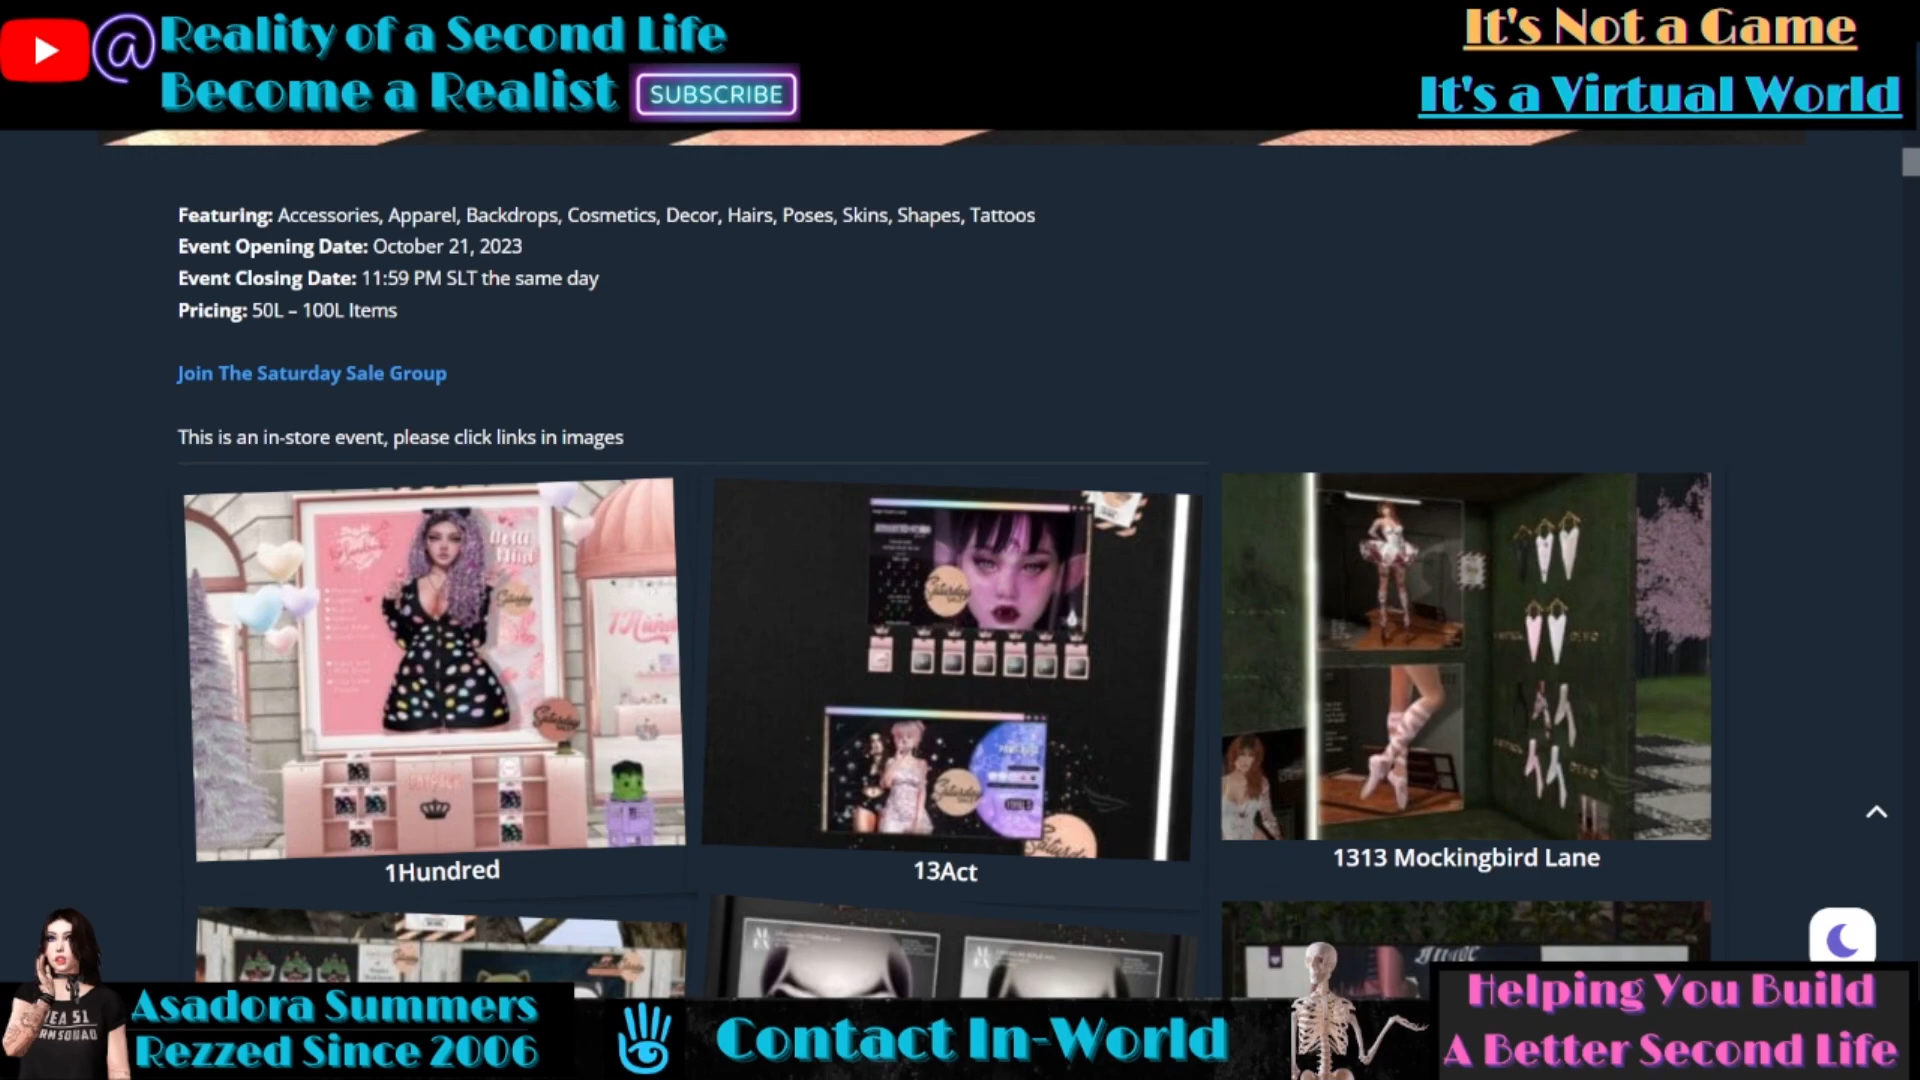 @ Reality of a Second Life
Become a Realist
SUBSCRIBE
It's Not a Game
It's a Virtual World
Featuring: Accessories, Apparel, Backdrops, Cosmetics, Decor, Hairs, Poses, Skins, Shapes, Tattoos
Event Opening Date: October 21, 2023
Event Closing Date: 11:59 PM SLT the same day
Pricing: 50L – 100L Items
Join The Saturday Sale Group
This is an in-store event, please click links in images
Saturday
Saturday
Saturday
1Hundred
13Act
1313 Mockingbird Lane
Asadora Summers
Rezzed Since 2006
Contact In-World
Helping You Build
A Better Second Life